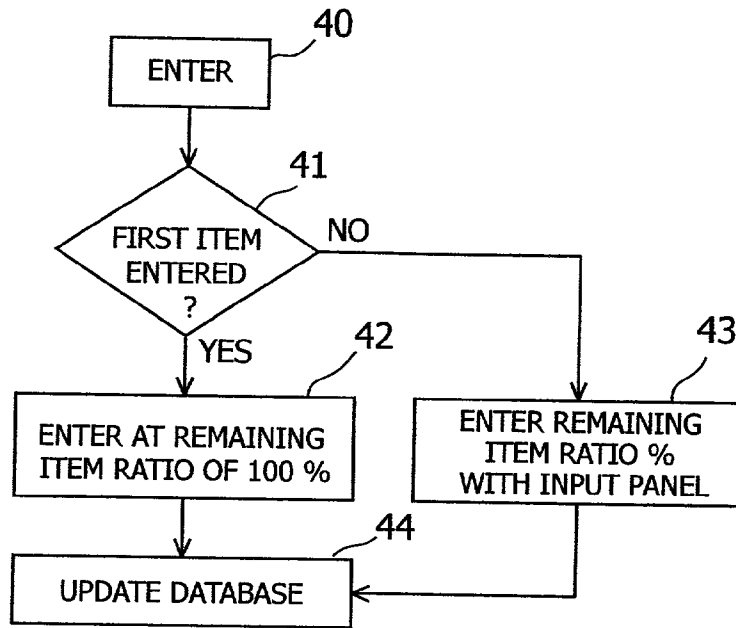 40
ENTER
41
FIRST ITEM
ENTERED
?
NO
YES
42
ENTER AT REMAINING
ITEM RATIO OF 100 %
43
ENTER REMAINING
ITEM RATIO %
WITH INPUT PANEL
44
UPDATE DATABASE